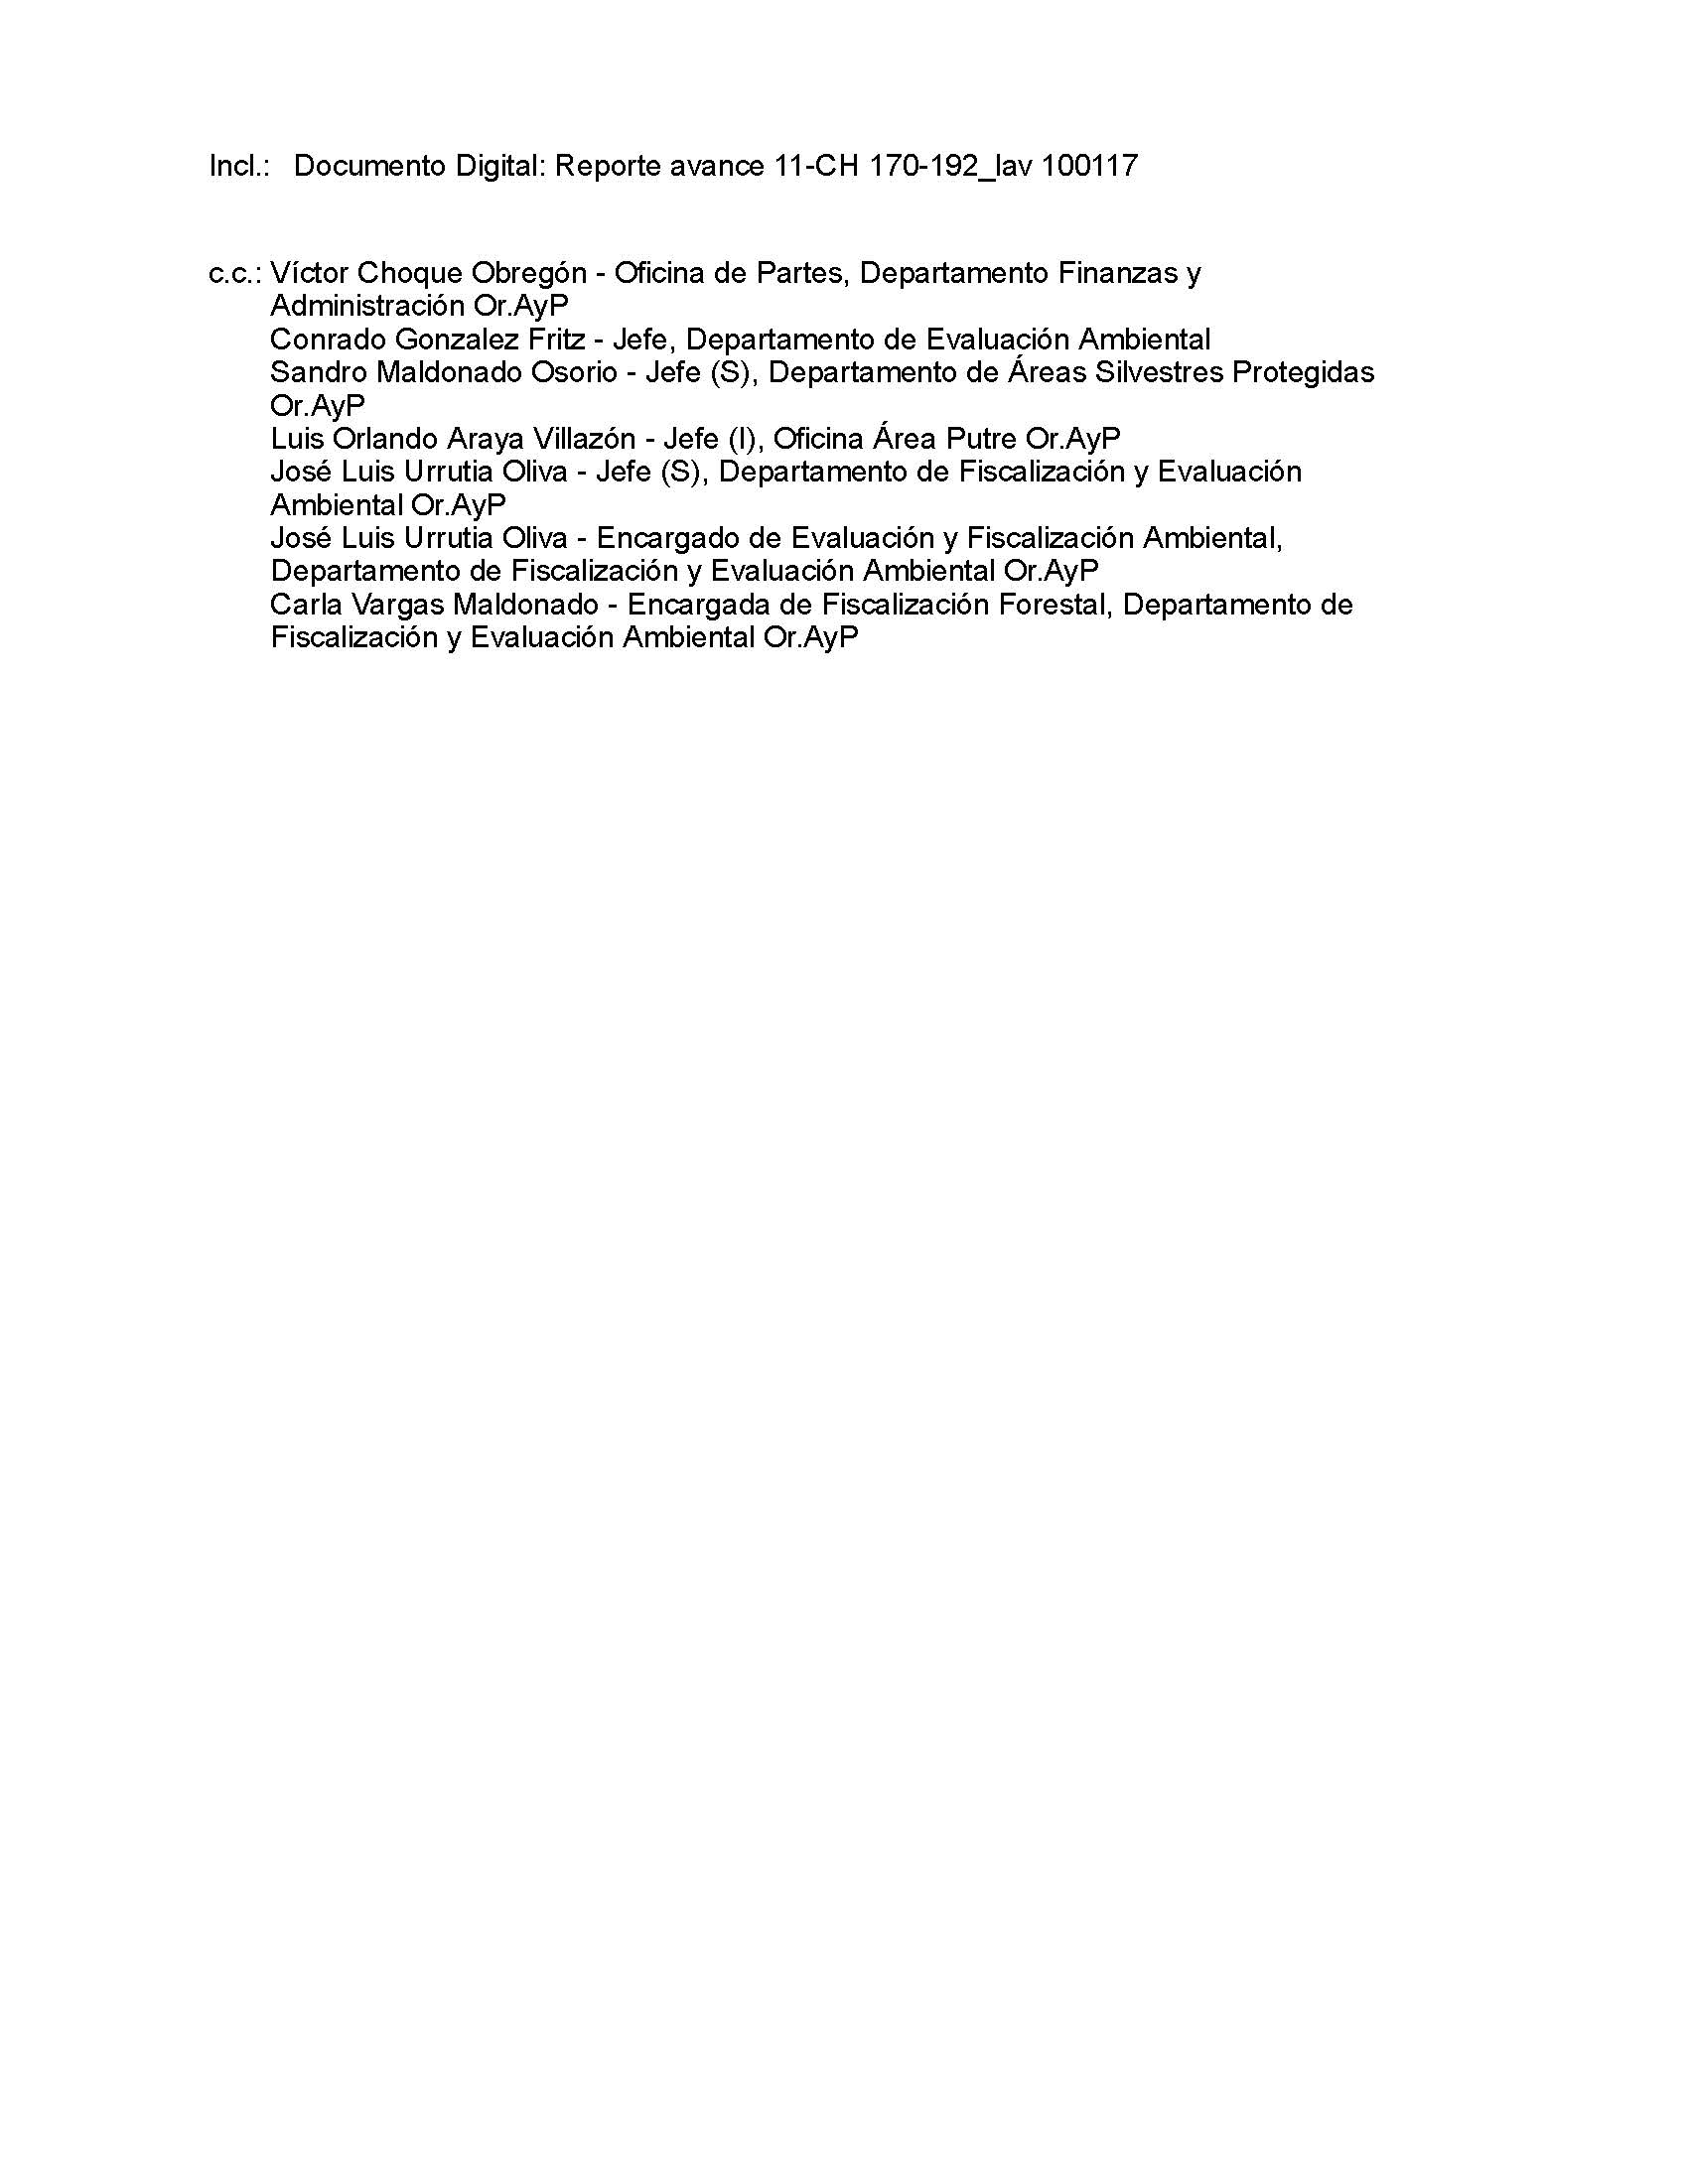 Incl.: Documento Digital: Reporte avance 11-CH 170-192_lav 100117
c.c.: Víctor Choque Obregón - Oficina de Partes, Departamento Finanzas y
Administración Or.AyP
Conrado Gonzalez Fritz - Jefe, Departamento de Evaluación Ambiental
Sandro Maldonado Osorio - Jefe (S), Departamento de Áreas Silvestres Protegidas
Or.AyP
Luis Orlando Araya Villazón - Jefe (I), Oficina Área Putre Or.AyP
José Luis Urrutia Oliva - Jefe (S), Departamento de Fiscalización y Evaluación
Ambiental Or.AyP
José Luis Urrutia Oliva - Encargado de Evaluación y Fiscalización Ambiental,
Departamento de Fiscalización y Evaluación Ambiental Or.AyP
Carla Vargas Maldonado - Encargada de Fiscalización Forestal, Departamento de
Fiscalización y Evaluación Ambiental Or.AyP